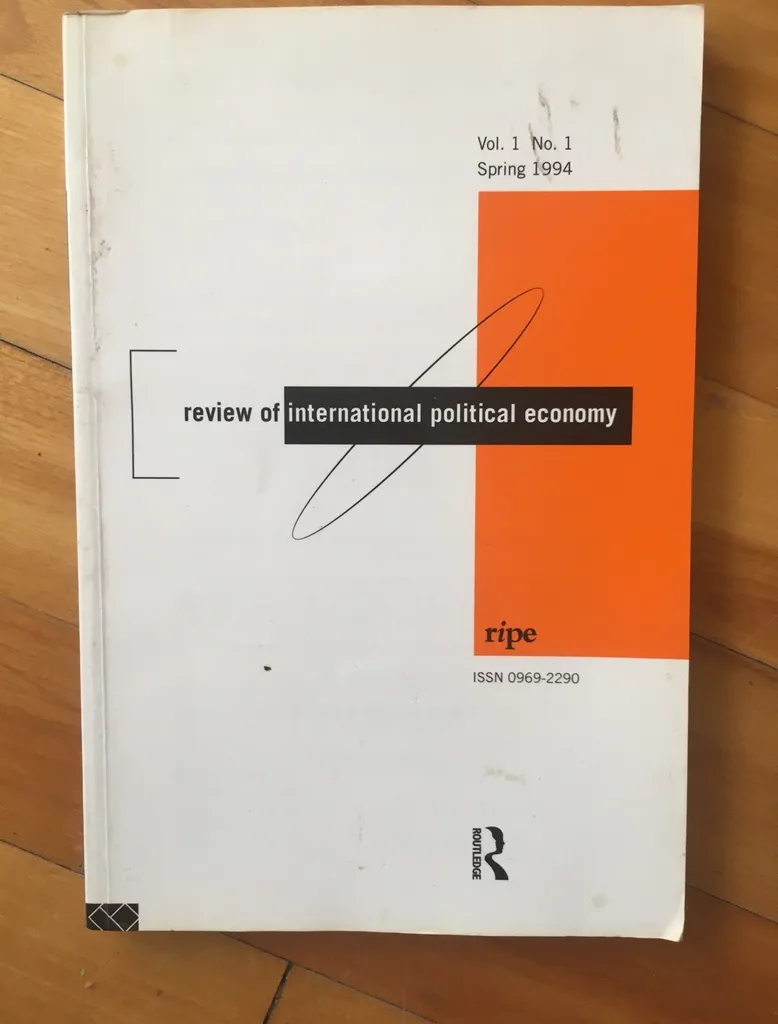 Vol. 1 No. 1
Spring 1994
review of international political economy
ripe
ISSN 0969-2290
ROUTLEDGE